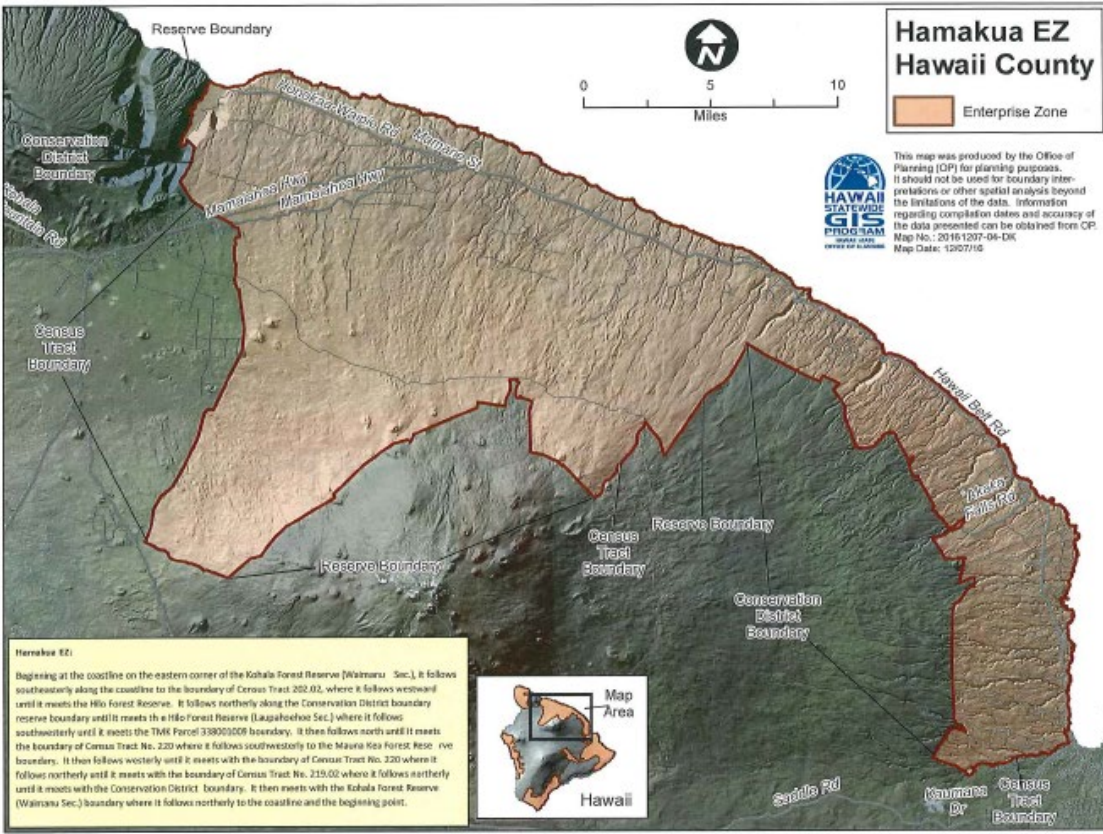 Reserve Boundary
Hamakua EZ
Hawaii County
Enterprise Zone
0 5 10
Miles
This map was produced by the Office of
Planning (OP) for planning purposes.
It should not be used for boundary inter-
pretations or other spatial analysis beyond
the limitations of the data. Information
regarding compilation dates and accuracy of
the data presented can be obtained from OP.
Map No.: 20161207-04-DK
Map Date: 12/07/16
HAWAII
STATEWIDE
GIS
PROGRAM
N
Honokaa-Waipio Rd
Mamane St
Conservation
District
Boundary
Mamalahoa Hwy
Mamalahoa Hwy
Mountain Rd
Census
Tract
Boundary
Hawaii Belt Rd
'Akaka
Falls Rd
Reserve Boundary
Census
Tract
Boundary
Reserve Boundary
Conservation
District
Boundary
Hamakua EZ:
Beginning at the coastline on the eastern corner of the Kohala Forest Reserve (Waimanu Sec.), it follows
southeasterly along the coastline to the boundary of Census Tract 202.02, where it follows westward
until it meets the Hilo Forest Reserve. It follows northerly along the Conservation District boundary
reserve boundary until it meets th e Hilo Forest Reserve (Laupahoehoe Sec.) where it follows
southwesterly until it meets the TMK Parcel 338001009 boundary. It then follows north until it meets
the boundary of Census Tract No. 220 where it follows southwesterly to the Mauna Kea Forest Rese rve
boundary. It then follows westerly until it meets with the boundary of Census Tract No. 220 where it
follows northerly until it meets with the boundary of Census Tract No. 219.02 where it follows northerly
until it meets with the Conservation District boundary. It then meets with the Kohala Forest Reserve
(Waimanu Sec.) boundary where it follows northerly to the coastline and the beginning point.
Map
Area
Hawaii
Saddle Rd
Kaumana
Dr
Census
Tract
Boundary